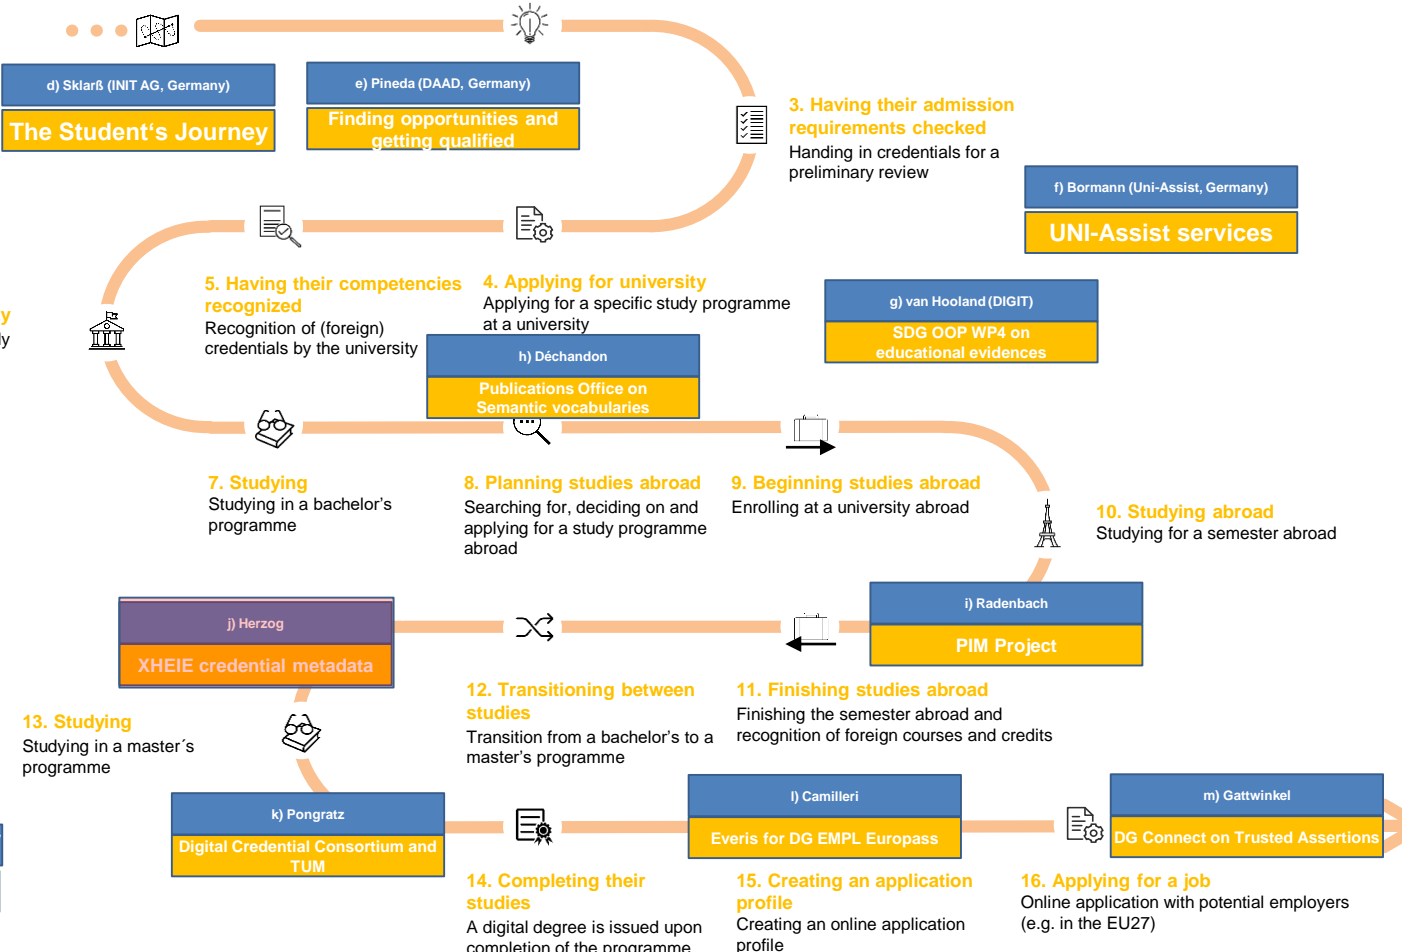 d) Sklarß (INIT AG, Germany)
The Student‘s Journey
e) Pineda (DAAD, Germany)
Finding opportunities and
getting qualified
3. Having their admission
requirements checked
Handing in credentials for a
preliminary review
f) Bormann (Uni-Assist, Germany)
UNI-Assist services
5. Having their competencies
recognized
Recognition of (foreign)
credentials by the university
4. Applying for university
Applying for a specific study programme
at a university
g) van Hooland (DIGIT)
SDG OOP WP4 on
educational evidences
y
ly
h) Déchandon
Publications Office on
Semantic vocabularies
7. Studying
Studying in a bachelor’s
programme
8. Planning studies abroad
Searching for, deciding on and
applying for a study programme
abroad
9. Beginning studies abroad
Enrolling at a university abroad
10. Studying abroad
Studying for a semester abroad
j) Herzog
XHEIE credential metadata
i) Radenbach
PIM Project
12. Transitioning between
studies
Transition from a bachelor’s to a
master’s programme
11. Finishing studies abroad
Finishing the semester abroad and
recognition of foreign courses and credits
13. Studying
Studying in a master´s
programme
k) Pongratz
Digital Credential Consortium and
TUM
l) Camilleri
Everis for DG EMPL Europass
m) Gattwinkel
DG Connect on Trusted Assertions
14. Completing their
studies
A digital degree is issued upon
completion of the programme
15. Creating an application
profile
Creating an online application
profile
16. Applying for a job
Online application with potential employers
(e.g. in the EU27)